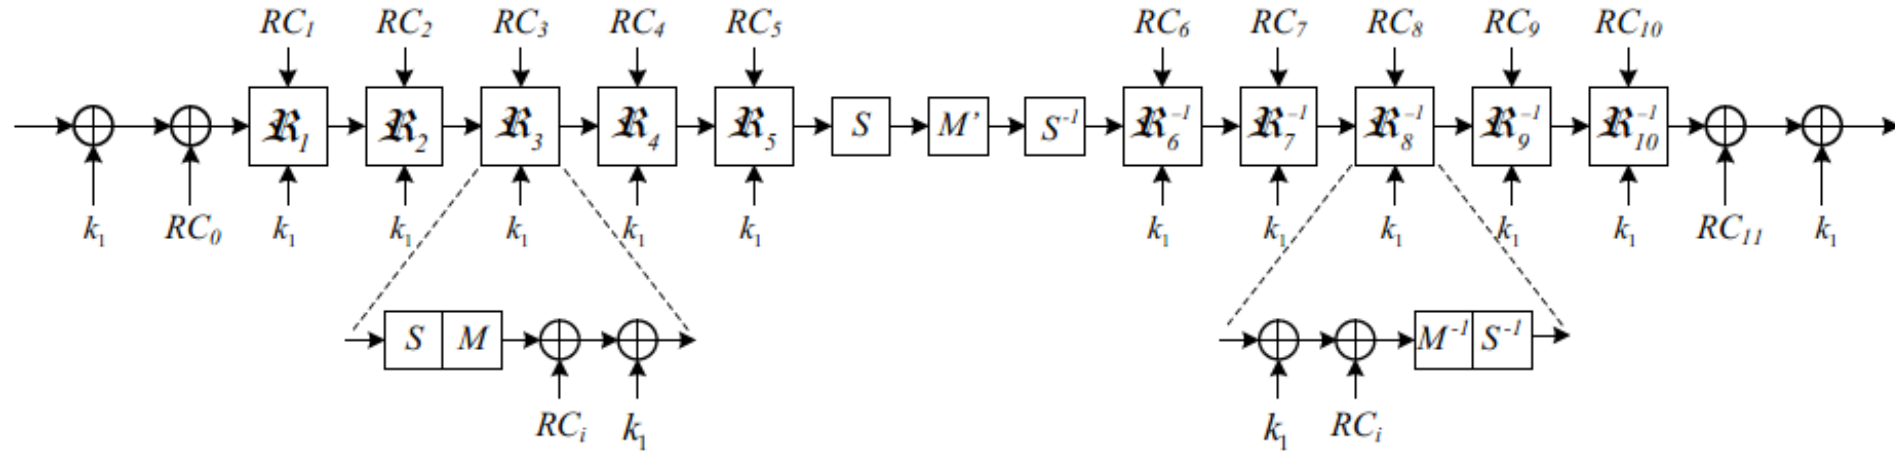 RC₁ RC₂ RC₃ RC₄ RC₅ RC₆ RC₇ RC₈ RC₉ RC₁₀
ℜ₁ ℜ₂ ℜ₃ ℜ₄ ℜ₅ S M' S⁻¹ ℜ₆⁻¹ ℜ₇⁻¹ ℜ₈⁻¹ ℜ₉⁻¹ ℜ₁₀⁻¹
k₁ RC₀ k₁ k₁ k₁ k₁ k₁ k₁ k₁ k₁ k₁ k₁ RC₁₁ k₁
S M M⁻¹ S⁻¹
RCᵢ k₁ k₁ RCᵢ